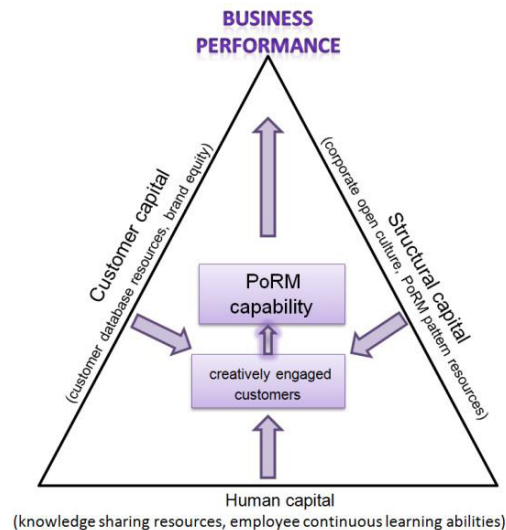 BUSINESS
PERFORMANCE
Customer capital
(customer database resources, brand equity)
Structural capital
(corporate open culture, PoRM pattern resources)
PoRM
capability
creatively engaged
customers
Human capital
(knowledge sharing resources, employee continuous learning abilities)